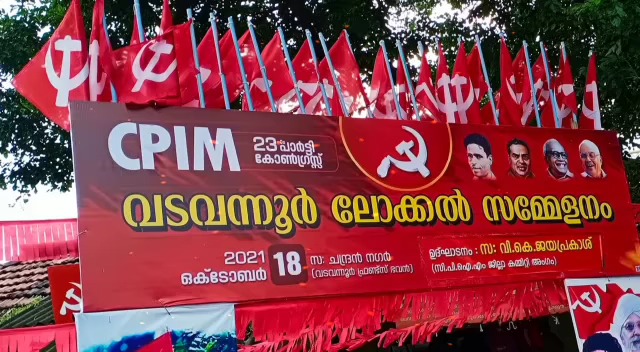 CPIM
23-ാം പാർട്ടി
കോൺഗ്രസ്സ്
വടവന്നൂർ ലോക്കൽ സമ്മേളനം
2021
ഒക്ടോബർ 18
സ: ചന്ദ്രൻ നഗർ
(വടവന്നൂർ ഫ്രണ്ട്സ് ഭവൻ)
ഉദ്ഘാടനം : സ: വി.കെ.ജയപ്രകാശ്
(സി.പി.ഐ.എം ജില്ലാ കമ്മിറ്റി അംഗം)